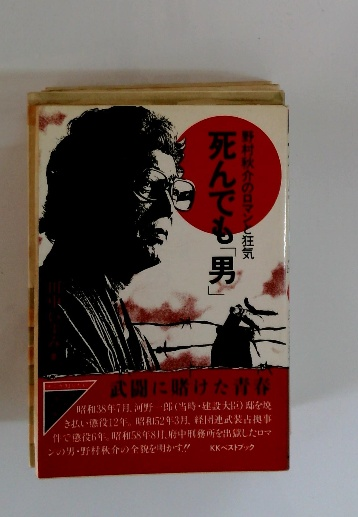 野村秋介のロマンと狂気
死んでも「男」
武闘に賭けた青春
昭和38年7月、河野一郎(当時・建設大臣)邸を焼
き払い懲役12年。昭和52年3月、経団連武装占拠事
件で懲役6年。昭和58年8月、府中刑務所を出獄したロマ
ンの男・野村秋介の全貌を明かす!!
KKベストブック